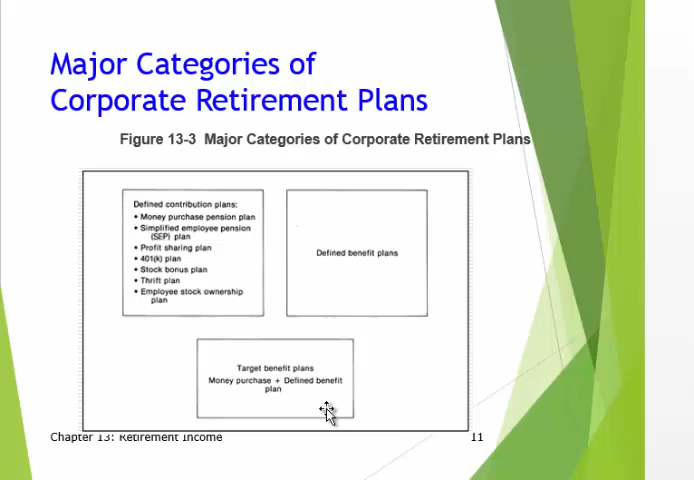 Major Categories of
Corporate Retirement Plans
Figure 13-3 Major Categories of Corporate Retirement Plans
Defined contribution plans:
• Money purchase pension plan
• Simplified employee pension
(SEP) plan
• Profit sharing plan
• 401(k) plan
• Stock bonus plan
• Thrift plan
• Employee stock ownership
plan
Defined benefit plans
Target benefit plans
Money purchase + Defined benefit
plan
Chapter 13: Retirement Income
11